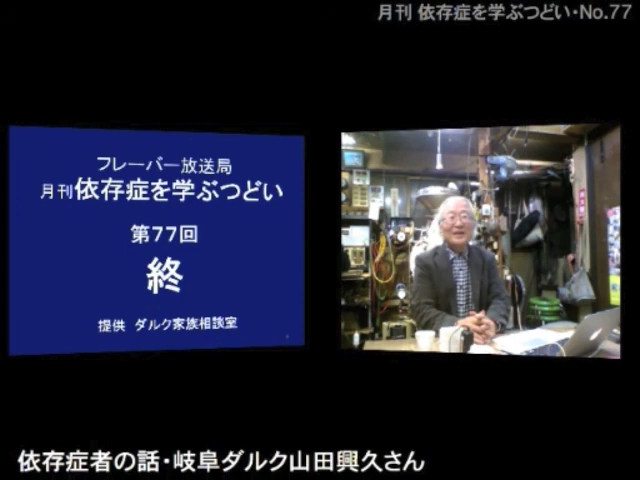 月刊 依存症を学ぶつどい・No.77
フレーバー放送局
月刊 依存症を学ぶつどい
第77回
終
提供 ダルク家族相談室
依存症者の話・岐阜ダルク山田興久さん